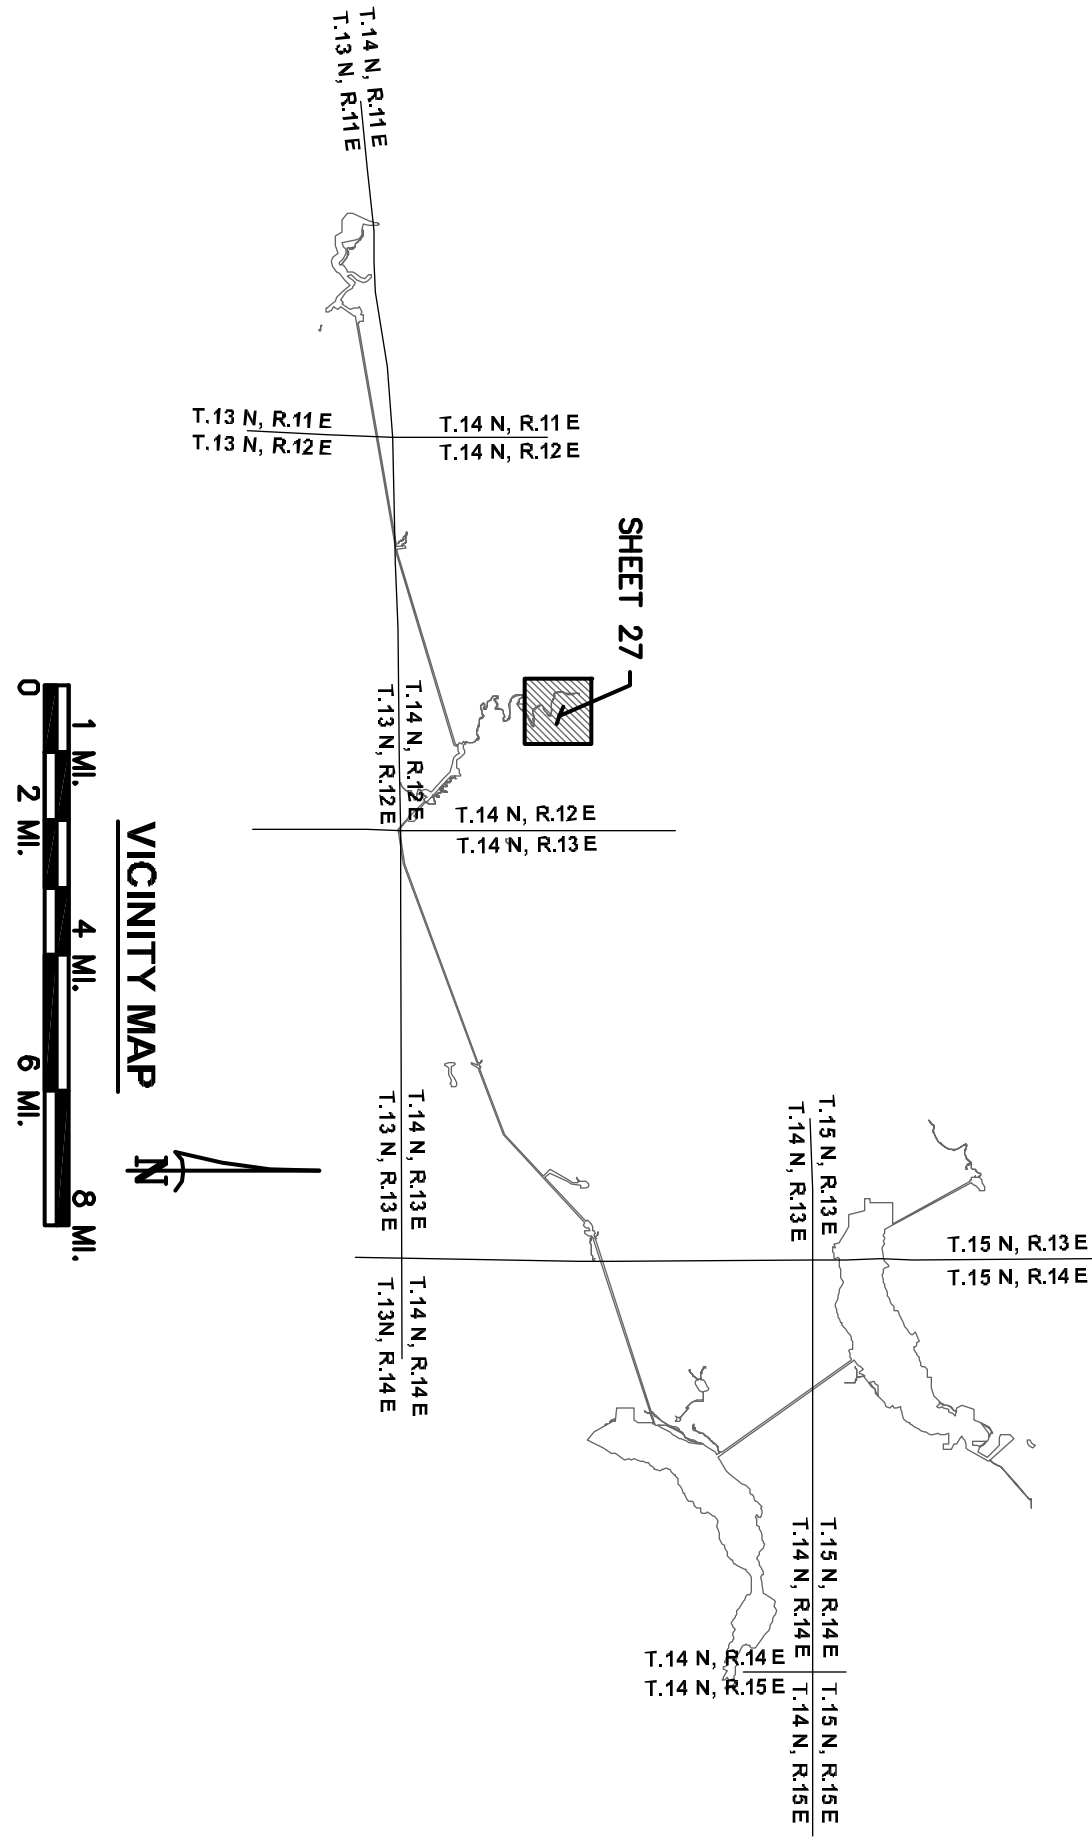 T.14 N, R.11 E
T.13 N, R.11 E
T.13 N, R.11 E
T.13 N, R.12 E
T.14 N, R.11 E
T.14 N, R.12 E
SHEET 27
T.14 N, R.12 E
T.13 N, R.12 E
T.14 N, R.12 E
T.14 N, R.13 E
T.14 N, R.13 E
T.13 N, R.13 E
T.15 N, R.13 E
T.14 N, R.13 E
T.15 N, R.13 E
T.15 N, R.14 E
T.14 N, R.14 E
T.13N, R.14 E
T.15 N, R.14 E
T.14 N, R.14 E
T.14 N, R.14 E
T.14 N, R.15 E
T.15 N, R.15 E
T.14 N, R.15 E
N
VICINITY MAP
1 MI.
4 MI.
8 MI.
0
2 MI.
6 MI.